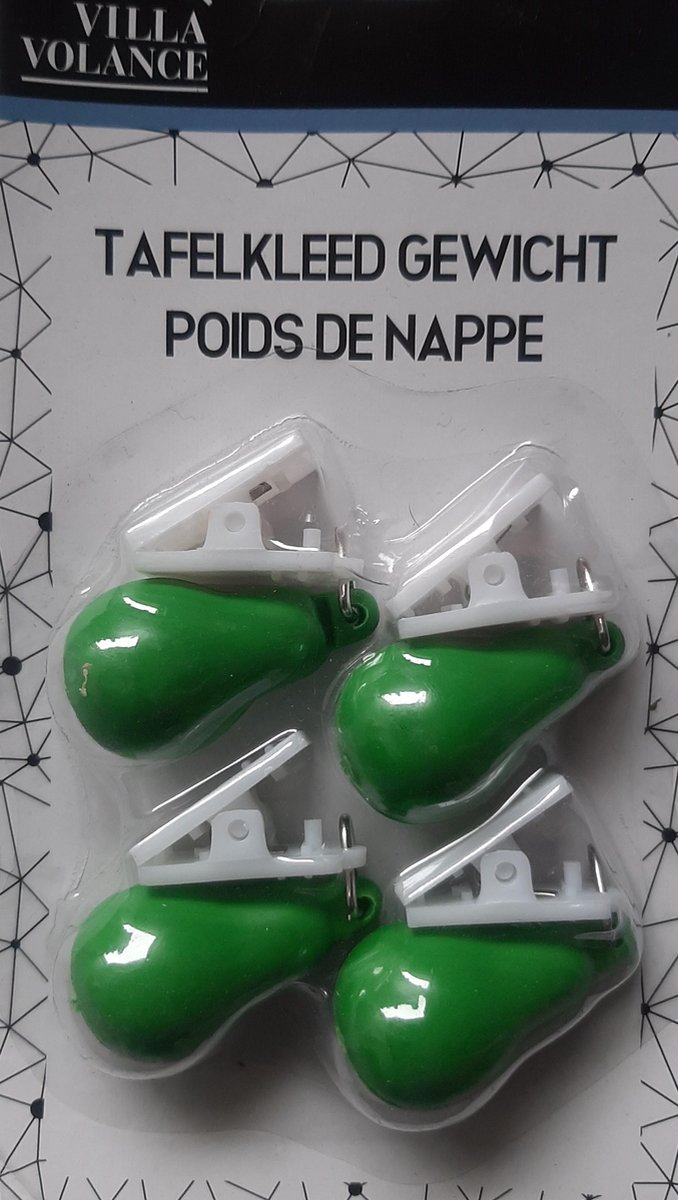 VILLA
VOLANCE
TAFELKLEED GEWICHT
POIDS DE NAPPE